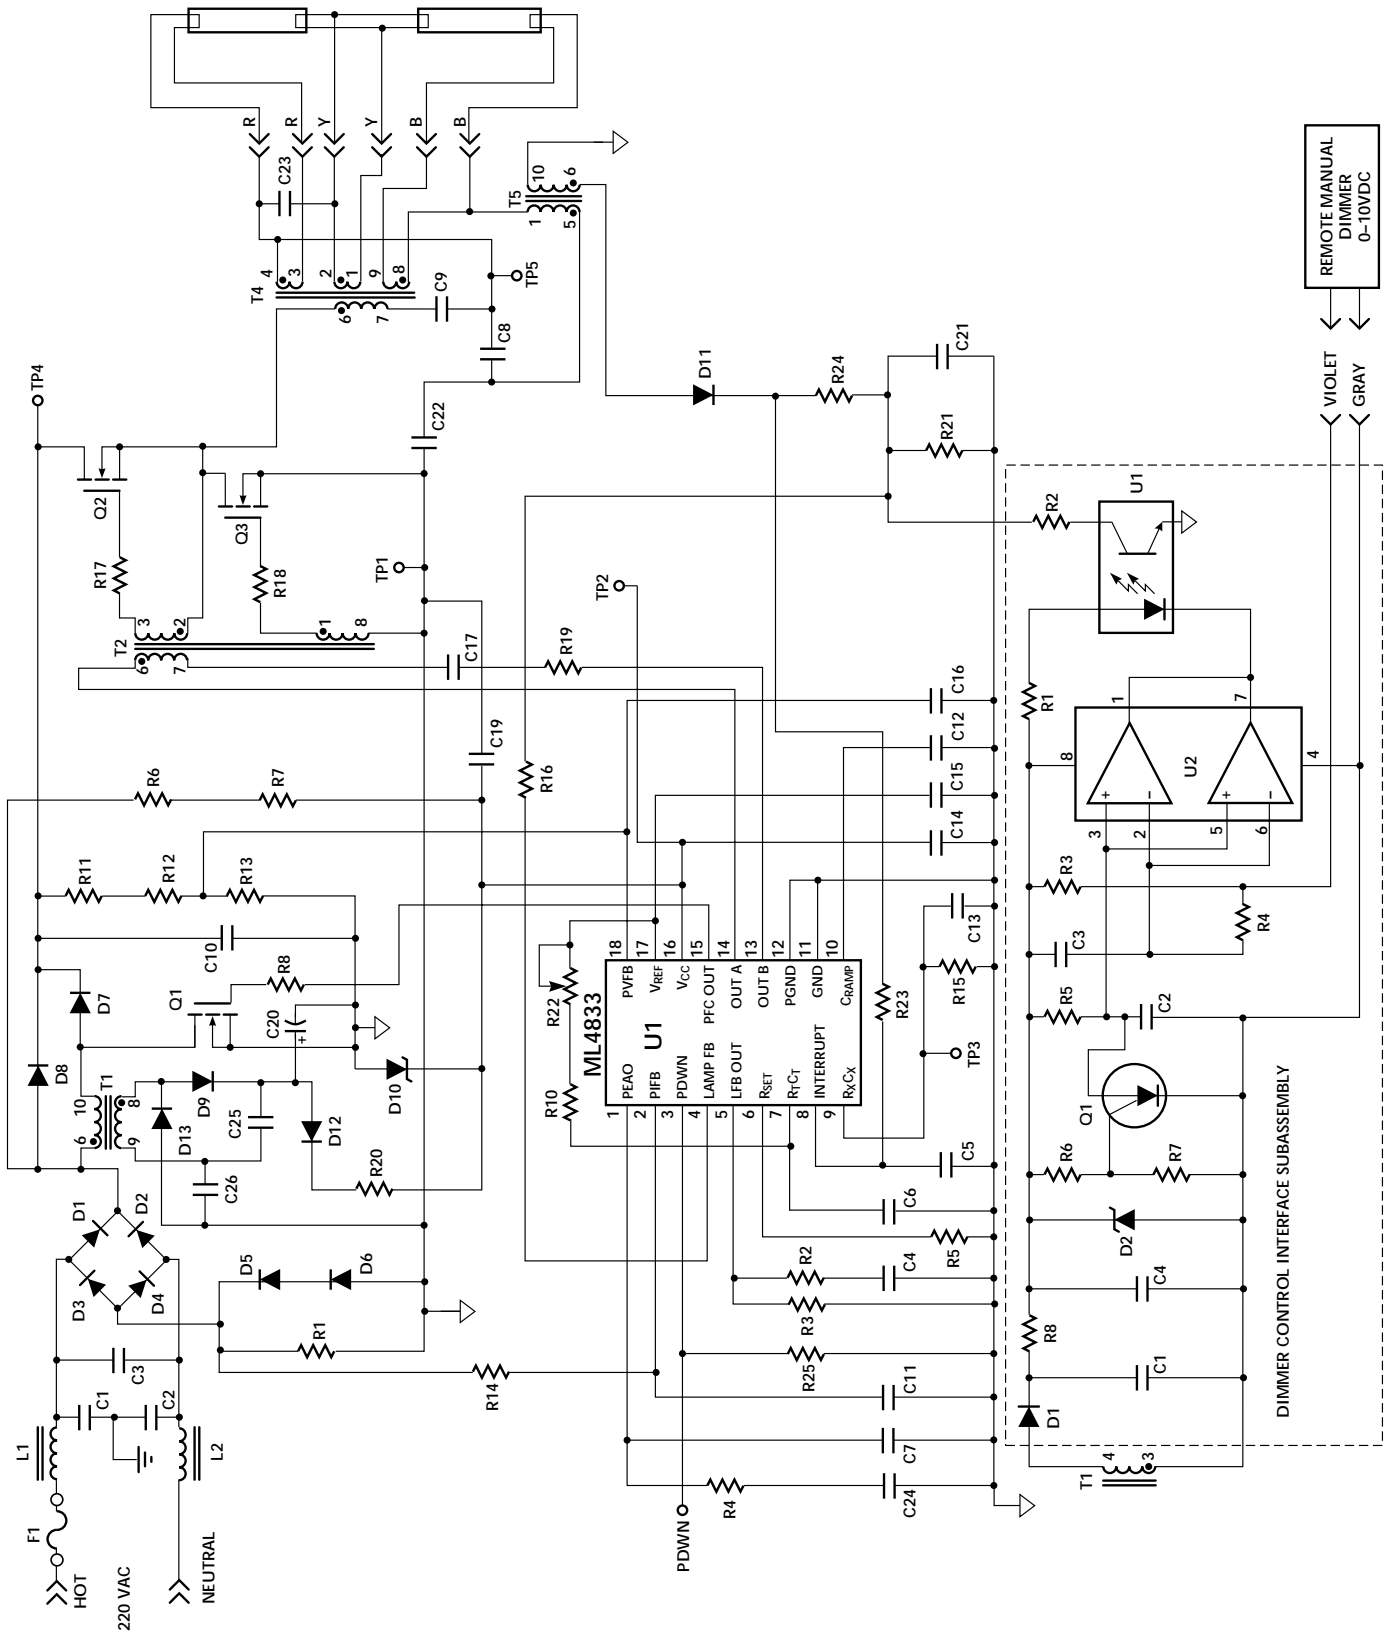 HOT
F1
220 VAC
NEUTRAL
L1
L2
C1
C2
C3
D1
D2
D3
D4
D5
D6
R1
R14
D8
T1
6
10
9
8
D7
D13
D9
C25
C26
D12
R20
Q1
C20
+
R8
D10
C10
R11
R12
R13
R6
R7
C19
T2
6
7
3
2
1
8
R17
R18
Q2
Q3
TP4
TP1
C17
R19
TP2
C22
T4
6
7
4
3
2
1
9
8
C9
C8
TP5
C23
R
R
Y
Y
B
B
T5
1
5
10
6
D11
R24
C21
R21
R16
C16
C12
C15
C14
C13
R15
TP3
R23
R22
R10
U1
ML4833
1 PEAO
2 PIFB
3 PDWN
4 LAMP FB
5 LFB OUT
6 RSET
7 RTCT
8 INTERRUPT
9 RXCX
PVFB 18
VREF 17
VCC 16
PFC OUT 15
OUT A 14
OUT B 13
PGND 12
GND 11
CRAMP 10
C5
C6
R5
R2
C4
R3
R25
C11
C7
R4
C24
PDWN
T1
4
3
D1
C1
R8
C4
D2
R6
R7
Q1
R5
C2
C3
R3
R4
U2
3
2
5
6
8
1
7
4
+
–
+
–
R1
U1
R2
DIMMER CONTROL INTERFACE SUBASSEMBLY
VIOLET
GRAY
REMOTE MANUAL
DIMMER
0–10VDC